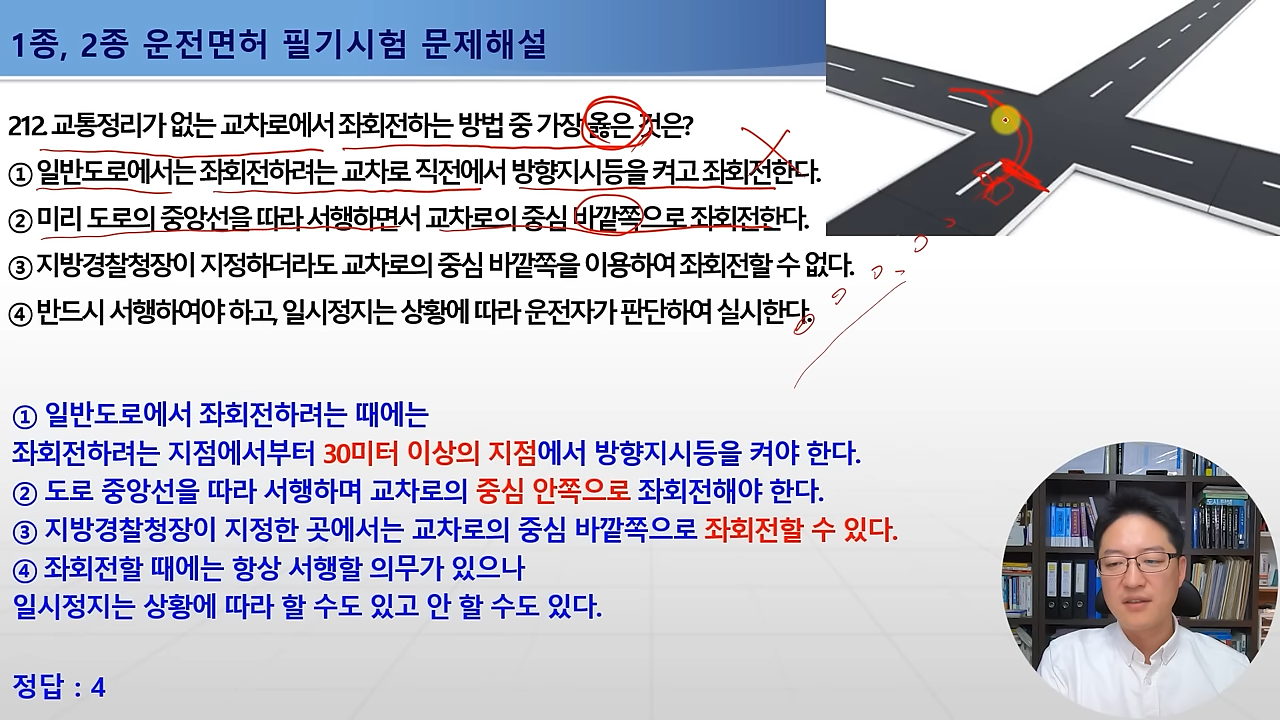 1종, 2종 운전면허 필기시험 문제해설
212. 교통정리가 없는 교차로에서 좌회전하는 방법 중 가장 옳은 것은?
① 일반도로에서는 좌회전하려는 교차로 직전에서 방향지시등을 켜고 좌회전한다.
② 미리 도로의 중앙선을 따라 서행하면서 교차로의 중심 바깥쪽으로 좌회전한다.
③ 지방경찰청장이 지정하더라도 교차로의 중심 바깥쪽을 이용하여 좌회전할 수 없다.
④ 반드시 서행하여야 하고, 일시정지는 상황에 따라 운전자가 판단하여 실시한다.
① 일반도로에서 좌회전하려는 때에는
좌회전하려는 지점에서부터 30미터 이상의 지점에서 방향지시등을 켜야 한다.
② 도로 중앙선을 따라 서행하며 교차로의 중심 안쪽으로 좌회전해야 한다.
③ 지방경찰청장이 지정한 곳에서는 교차로의 중심 바깥쪽으로 좌회전할 수 있다.
④ 좌회전할 때에는 항상 서행할 의무가 있으나
일시정지는 상황에 따라 할 수도 있고 안 할 수도 있다.
정답 : 4